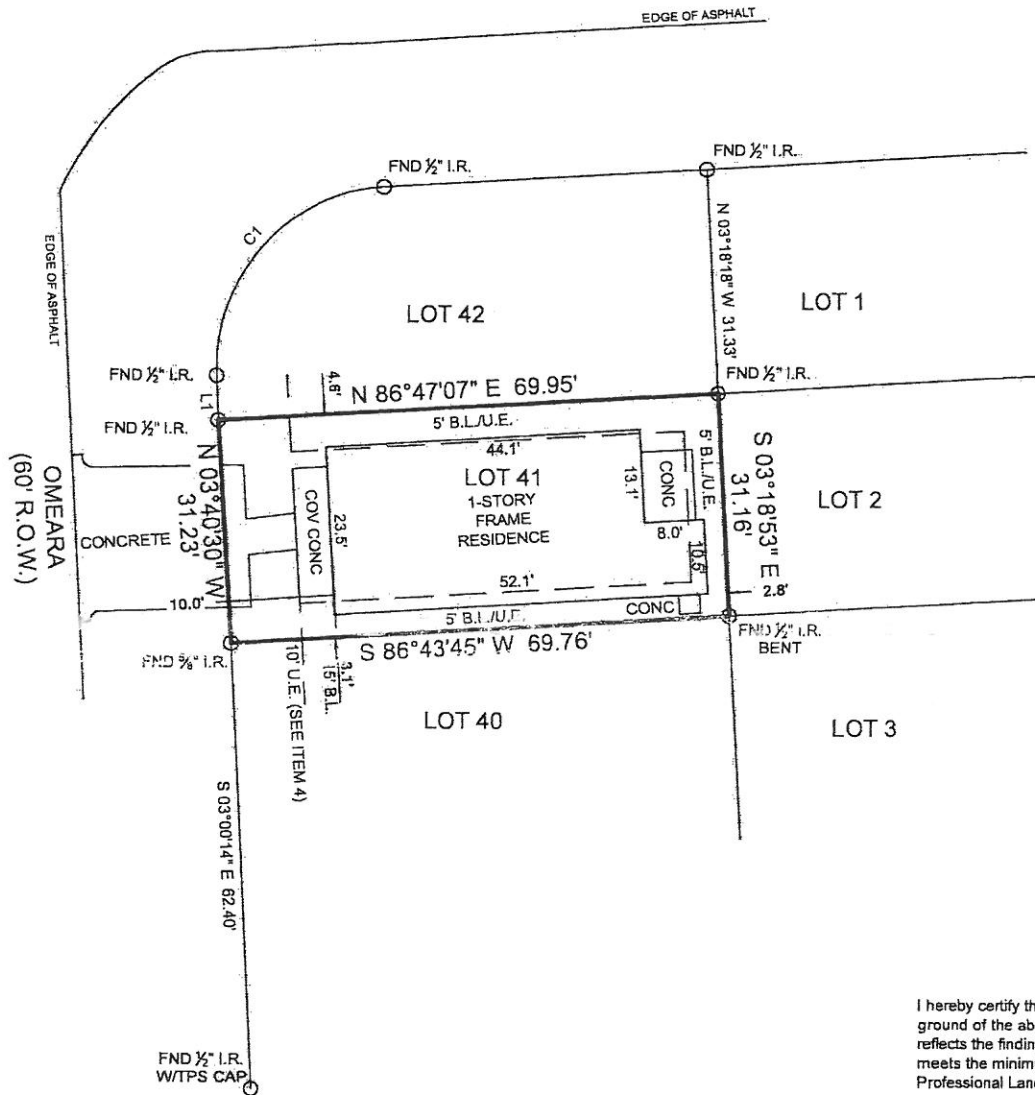 EDGE OF ASPHALT
FND ½" I.R.
FND ½" I.R.
C1
N 03°18'18" W 31.33'
EDGE OF ASPHALT
LOT 42
LOT 1
FND ½" I.R.
4.6'
N 86°47'07" E 69.95'
FND ½" I.R.
L1
FND ½" I.R.
5' B.L./U.E.
44.1'
5' B.L./U.E.
S 03°18'53" E
31.16'
OMEARA
(60' R.O.W.)
N 03°40'30" W
31.23'
COV CONC
23.5'
LOT 41
1-STORY
FRAME
RESIDENCE
13.1'
CONC
8.0'
LOT 2
CONCRETE
10.5'
52.1'
10.0'
5' B.L./U.E.
CONC
2.8'
S 86°43'45" W 69.76'
FND ½" I.R.
BENT
FND ⅝" I.R.
10' U.E. (SEE ITEM 4)
3.1'
15' B.L.
LOT 40
LOT 3
S 03°00'14" E 62.40'
FND ½" I.R.
W/TPS CAP
I hereby certify th
ground of the ab
reflects the findin
meets the minim
Professional Land